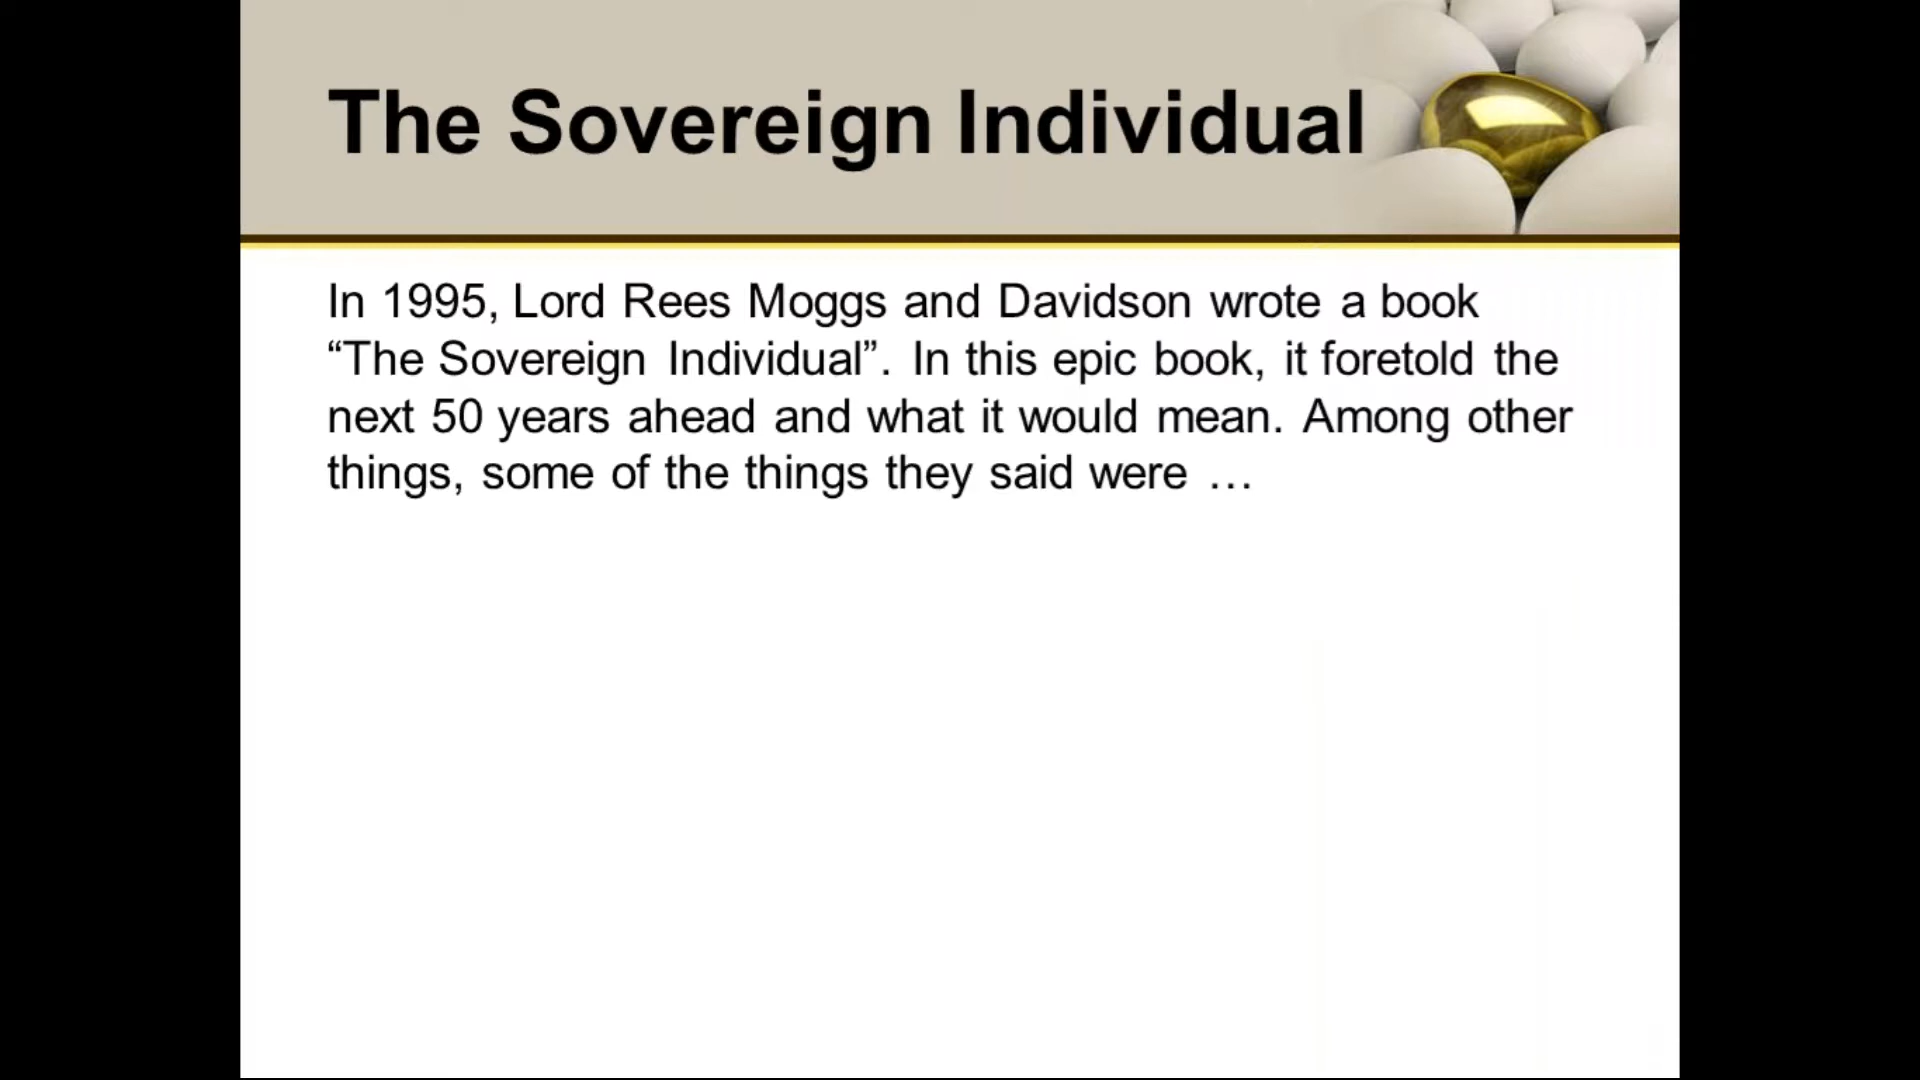 The Sovereign Individual
In 1995, Lord Rees Moggs and Davidson wrote a book
“The Sovereign Individual”. In this epic book, it foretold the
next 50 years ahead and what it would mean. Among other
things, some of the things they said were …